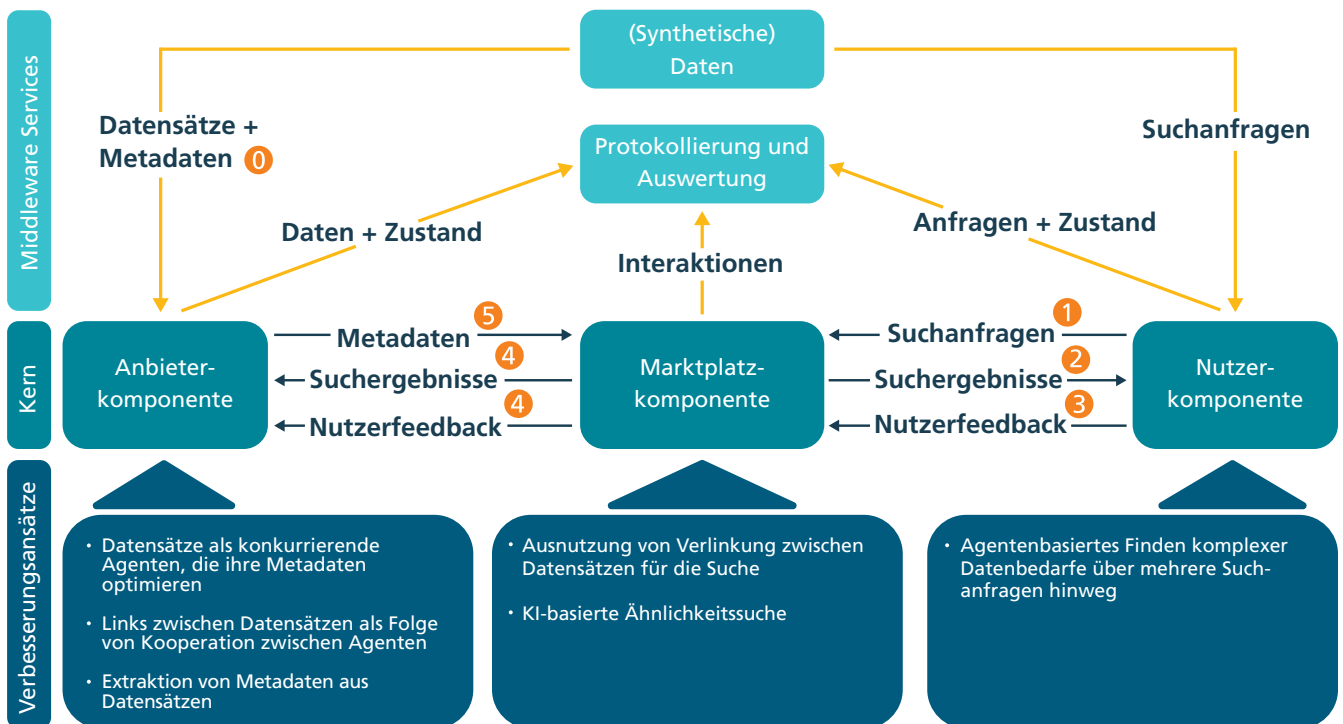 Middleware Services
(Synthetische)
Daten
Datensätze +
Metadaten 0
Suchanfragen
Protokollierung und
Auswertung
Daten + Zustand
Anfragen + Zustand
Interaktionen
Kern
Anbieter-
komponente
Metadaten 5
Suchergebnisse 4
Nutzerfeedback 4
Marktplatz-
komponente
Suchanfragen 1
Suchergebnisse 2
Nutzerfeedback 3
Nutzer-
komponente
Verbesserungsansätze
· Datensätze als konkurrierende
Agenten, die ihre Metadaten
optimieren
· Links zwischen Datensätzen als Folge
von Kooperation zwischen Agenten
· Extraktion von Metadaten aus
Datensätzen
· Ausnutzung von Verlinkung zwischen
Datensätzen für die Suche
· KI-basierte Ähnlichkeitssuche
· Agentenbasiertes Finden komplexer
Datenbedarfe über mehrere Such-
anfragen hinweg